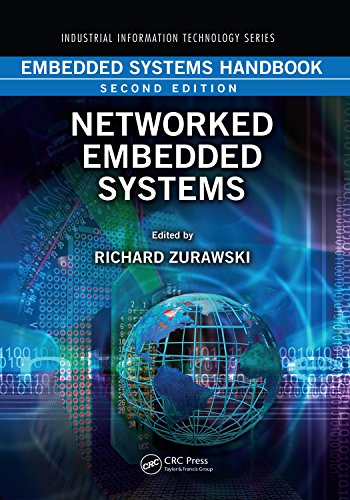 INDUSTRIAL INFORMATION TECHNOLOGY SERIES
EMBEDDED SYSTEMS HANDBOOK
SECOND EDITION
NETWORKED
EMBEDDED
SYSTEMS
Edited by
RICHARD ZURAWSKI
CRC
CRC Press
Taylor & Francis Group